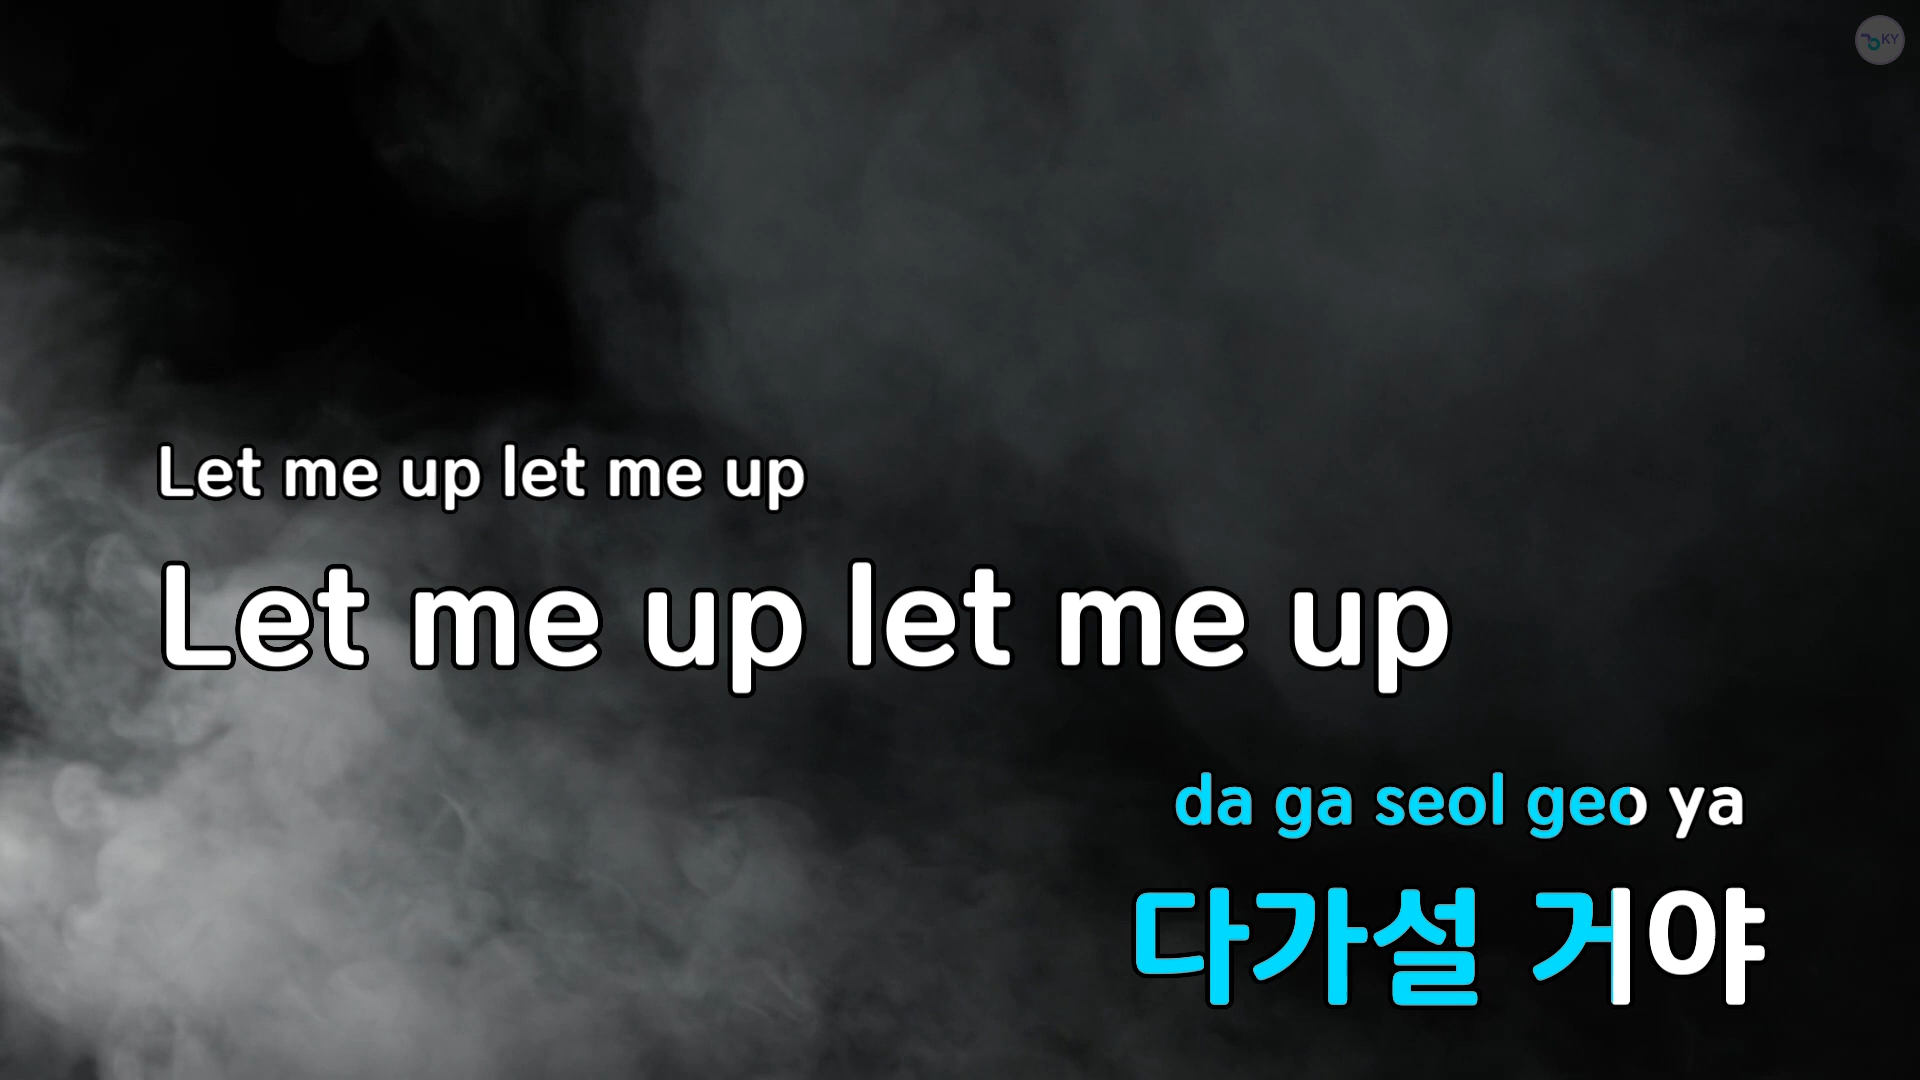 KY
Let me up let me up
Let me up let me up
da ga seol geo ya
다가설 거야